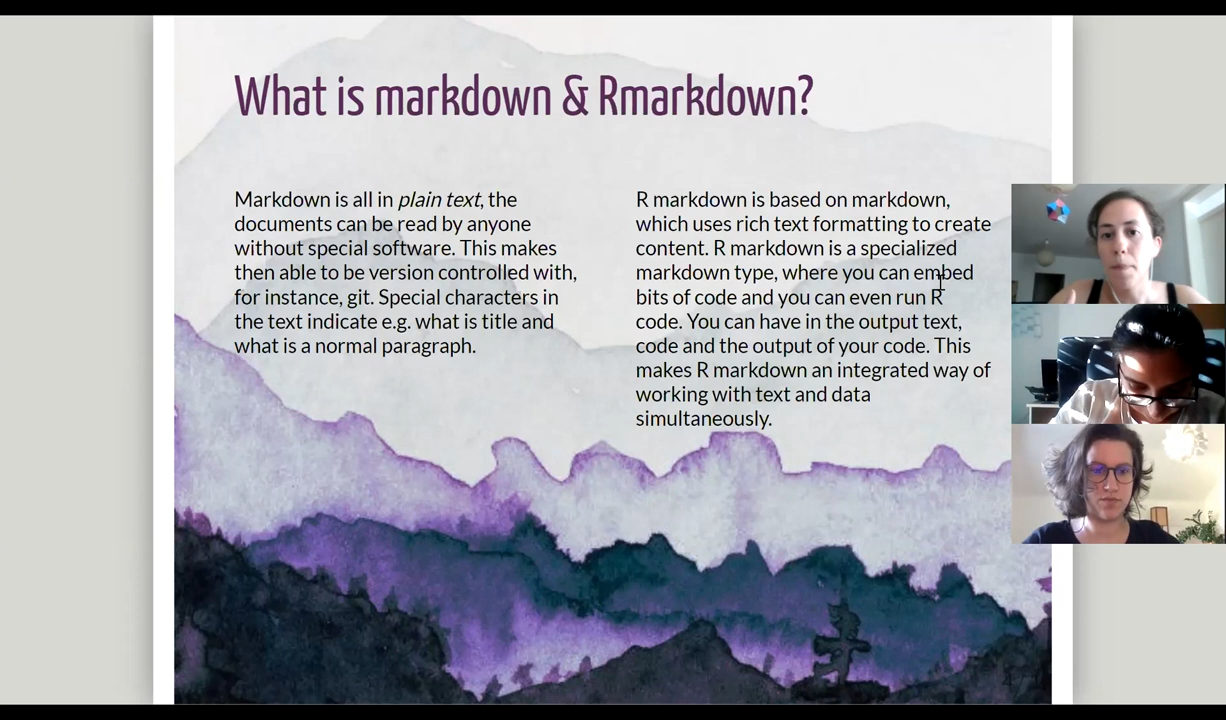 What is markdown & Rmarkdown?
Markdown is all in plain text, the
documents can be read by anyone
without special software. This makes
then able to be version controlled with,
for instance, git. Special characters in
the text indicate e.g. what is title and
what is a normal paragraph.
R markdown is based on markdown,
which uses rich text formatting to create
content. R markdown is a specialized
markdown type, where you can embed
bits of code and you can even run R
code. You can have in the output text,
code and the output of your code. This
makes R markdown an integrated way of
working with text and data
simultaneously.